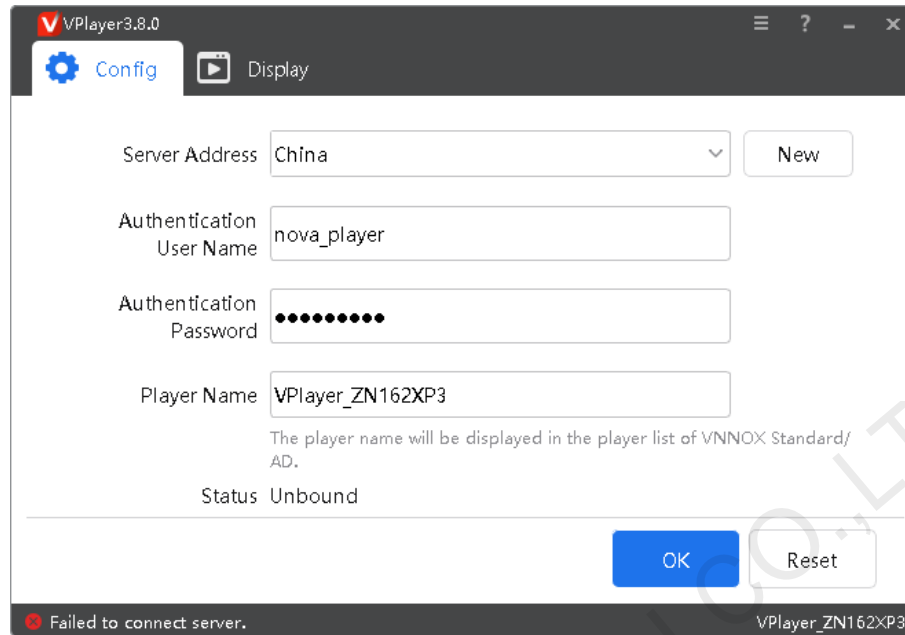 VPlayer3.8.0
Config
Display
Server Address
China
New
Authentication
User Name
nova_player
Authentication
Password
●●●●●●●●●
Player Name
VPlayer_ZN162XP3
The player name will be displayed in the player list of VNNOX Standard/
AD.
Status
Unbound
OK
Reset
Failed to connect server.
VPlayer_ZN162XP3
CO.,LT